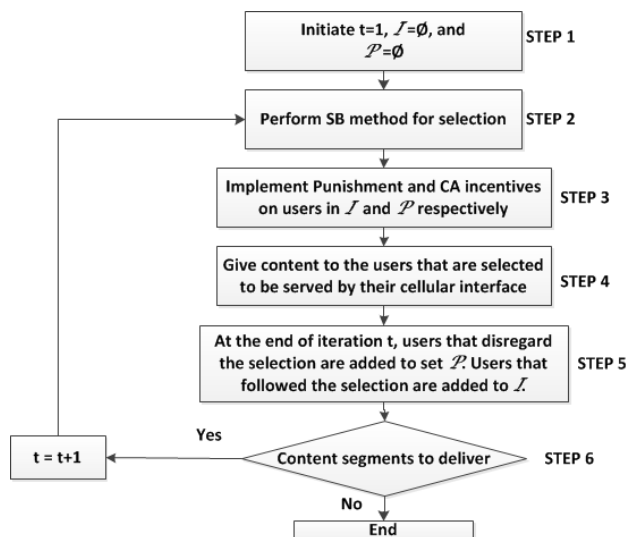 Initiate t=1, 𝓘=Ø, and
𝓟=Ø
STEP 1
Perform SB method for selection
STEP 2
Implement Punishment and CA incentives
on users in 𝓘 and 𝓟 respectively
STEP 3
Give content to the users that are selected
to be served by their cellular interface
STEP 4
At the end of iteration t, users that disregard
the selection are added to set 𝓟. Users that
followed the selection are added to 𝓘.
STEP 5
Yes
t = t+1
Content segments to deliver
STEP 6
No
End